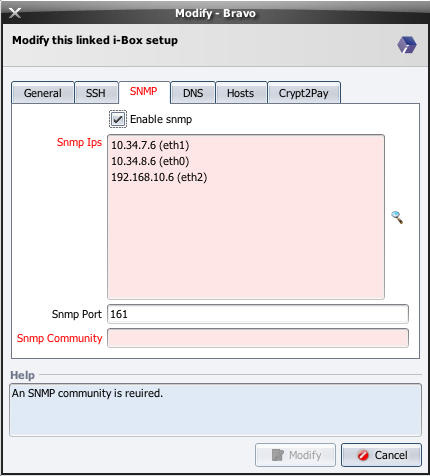 Modify - Bravo
Modify this linked i-Box setup
General SSH SNMP DNS Hosts Crypt2Pay
Enable snmp
Snmp Ips
10.34.7.6 (eth1)
10.34.8.6 (eth0)
192.168.10.6 (eth2)
Snmp Port 161
Snmp Community
Help
An SNMP community is reuired.
Modify Cancel